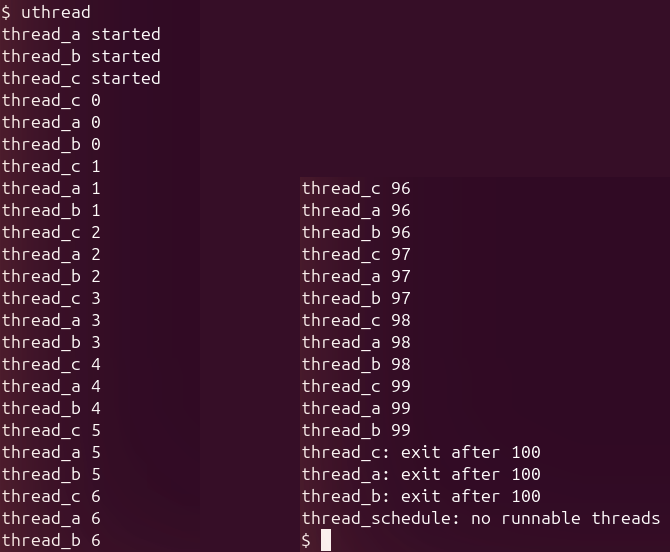 $ uthread
thread_a started
thread_b started
thread_c started
thread_c 0
thread_a 0
thread_b 0
thread_c 1
thread_a 1
thread_b 1
thread_c 2
thread_a 2
thread_b 2
thread_c 3
thread_a 3
thread_b 3
thread_c 4
thread_a 4
thread_b 4
thread_c 5
thread_a 5
thread_b 5
thread_c 6
thread_a 6
thread_b 6
thread_c 96
thread_a 96
thread_b 96
thread_c 97
thread_a 97
thread_b 97
thread_c 98
thread_a 98
thread_b 98
thread_c 99
thread_a 99
thread_b 99
thread_c: exit after 100
thread_a: exit after 100
thread_b: exit after 100
thread_schedule: no runnable threads
$